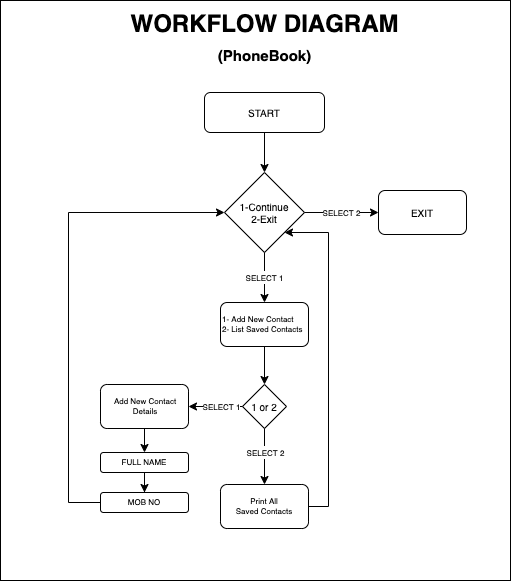 WORKFLOW DIAGRAM
(PhoneBook)
START
1-Continue
2-Exit
SELECT 2
EXIT
SELECT 1
1- Add New Contact
2- List Saved Contacts
Add New Contact
Details
SELECT 1
1 or 2
SELECT 2
FULL NAME
MOB NO
Print All
Saved Contacts